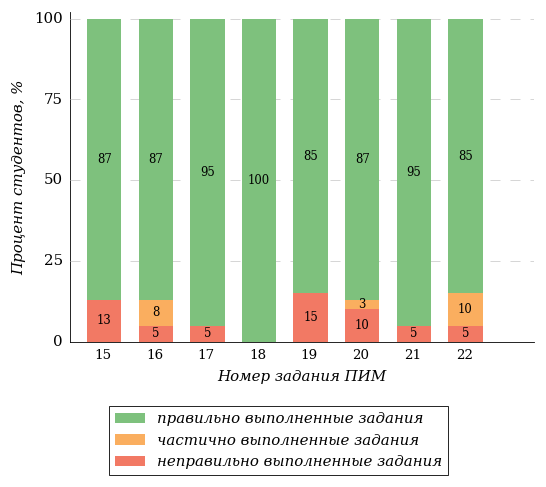 100
75
50
25
0
Процент студентов, %
87 87 95 100 85 87 95 85
13 8 5 5 15 3 10 5 10 5
15 16 17 18 19 20 21 22
Номер задания ПИМ
правильно выполненные задания
частично выполненные задания
неправильно выполненные задания